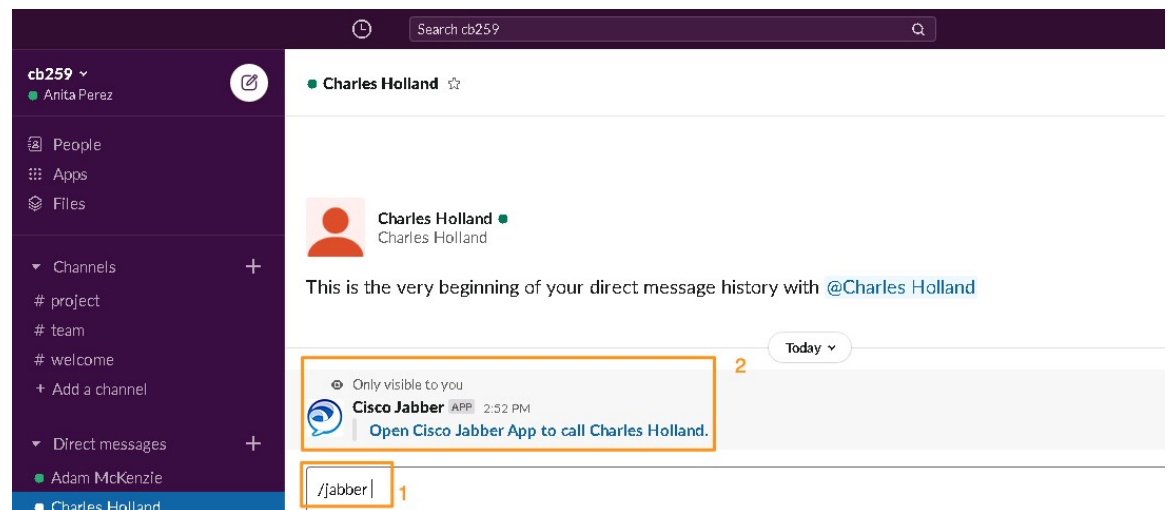 Search cb259
cb259
Anita Perez
People
Apps
Files
Channels
# project
# team
# welcome
+ Add a channel
Direct messages
Adam McKenzie
Charles Holland
Charles Holland
Charles Holland
Charles Holland
This is the very beginning of your direct message history with @Charles Holland
Today
2
Only visible to you
Cisco Jabber APP 2:52 PM
Open Cisco Jabber App to call Charles Holland.
/jabber
1